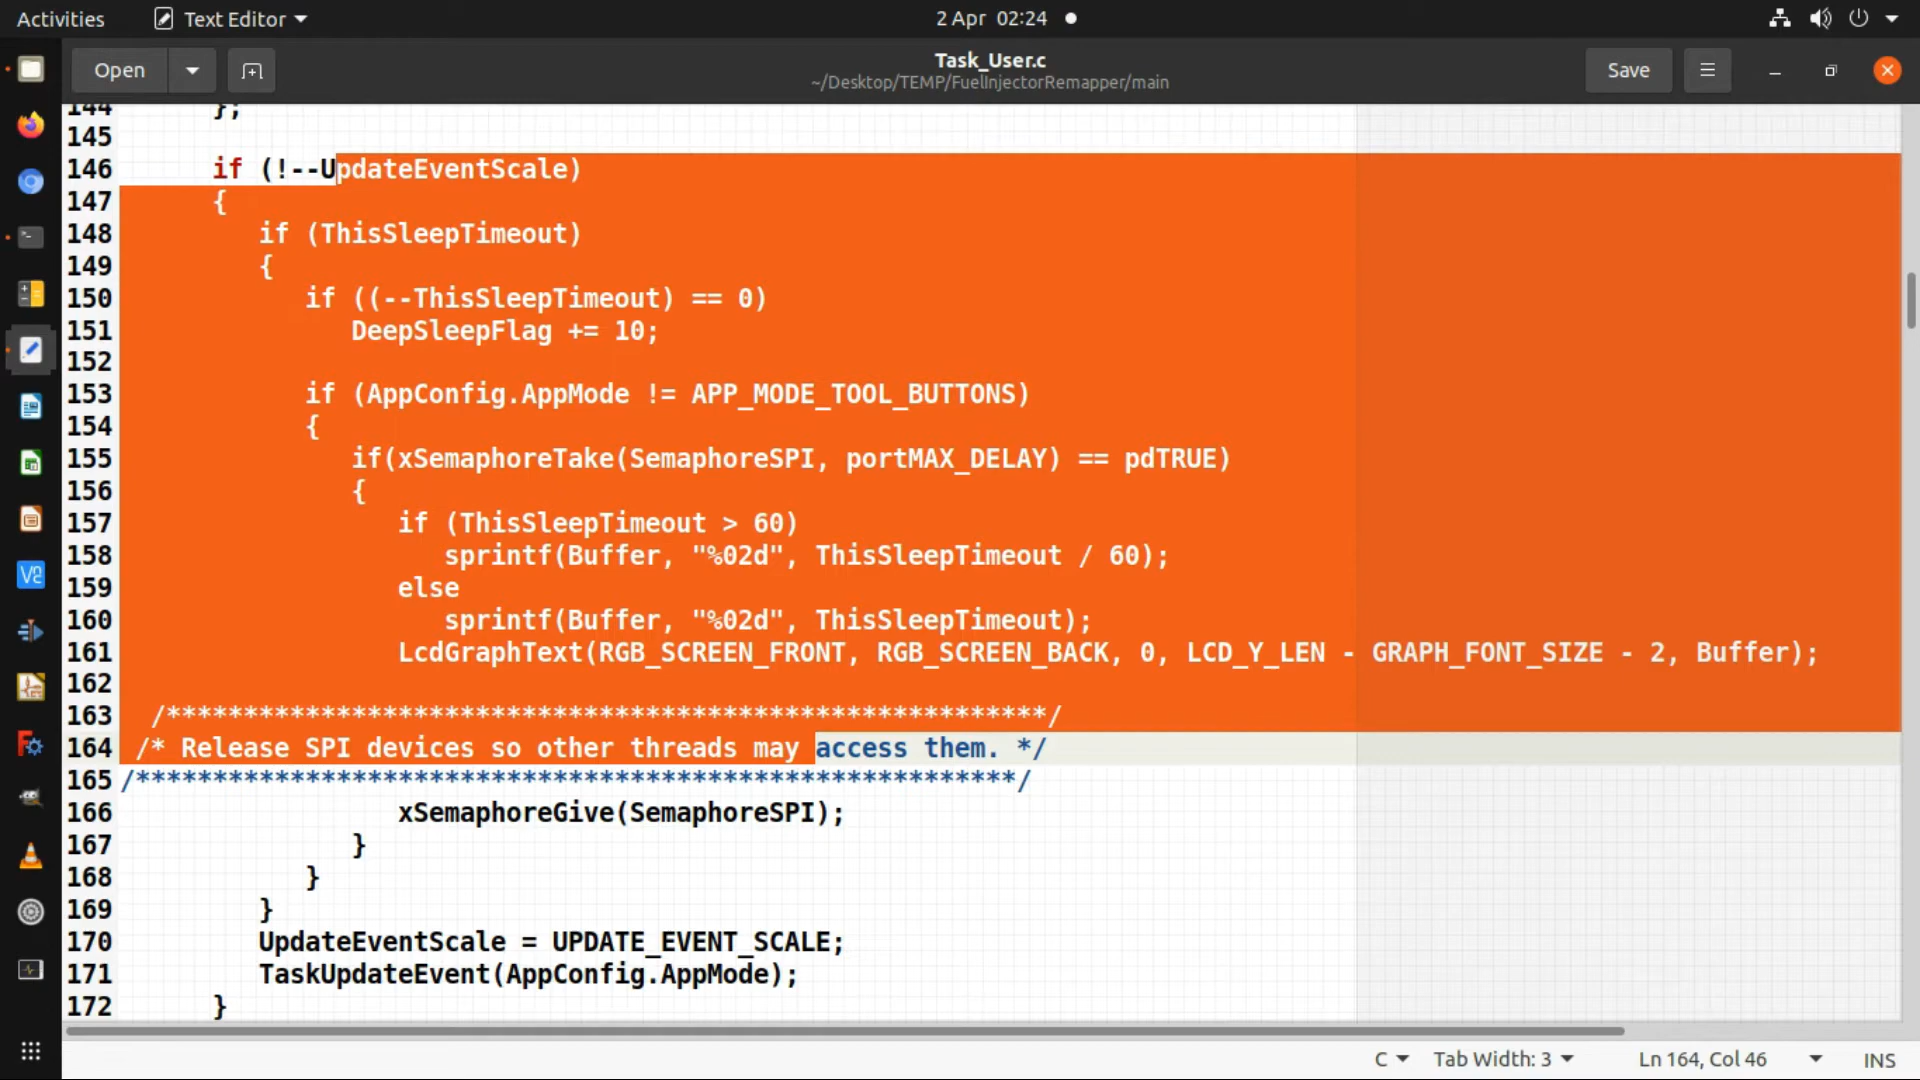 Activities Text Editor 2 Apr 02:24
Open Task_User.c Save
~/Desktop/TEMP/FuelInjectorRemapper/main
144 };
145
146 if (!--UpdateEventScale)
147 {
148 if (ThisSleepTimeout)
149 {
150 if ((--ThisSleepTimeout) == 0)
151 DeepSleepFlag += 10;
152
153 if (AppConfig.AppMode != APP_MODE_TOOL_BUTTONS)
154 {
155 if(xSemaphoreTake(SemaphoreSPI, portMAX_DELAY) == pdTRUE)
156 {
157 if (ThisSleepTimeout > 60)
158 sprintf(Buffer, "%02d", ThisSleepTimeout / 60);
159 else
160 sprintf(Buffer, "%02d", ThisSleepTimeout);
161 LcdGraphText(RGB_SCREEN_FRONT, RGB_SCREEN_BACK, 0, LCD_Y_LEN - GRAPH_FONT_SIZE - 2, Buffer);
162
163 /*********************************************************/
164 /* Release SPI devices so other threads may access them. */
165 /*********************************************************/
166 xSemaphoreGive(SemaphoreSPI);
167 }
168 }
169 }
170 UpdateEventScale = UPDATE_EVENT_SCALE;
171 TaskUpdateEvent(AppConfig.AppMode);
172 }
C Tab Width: 3 Ln 164, Col 46 INS